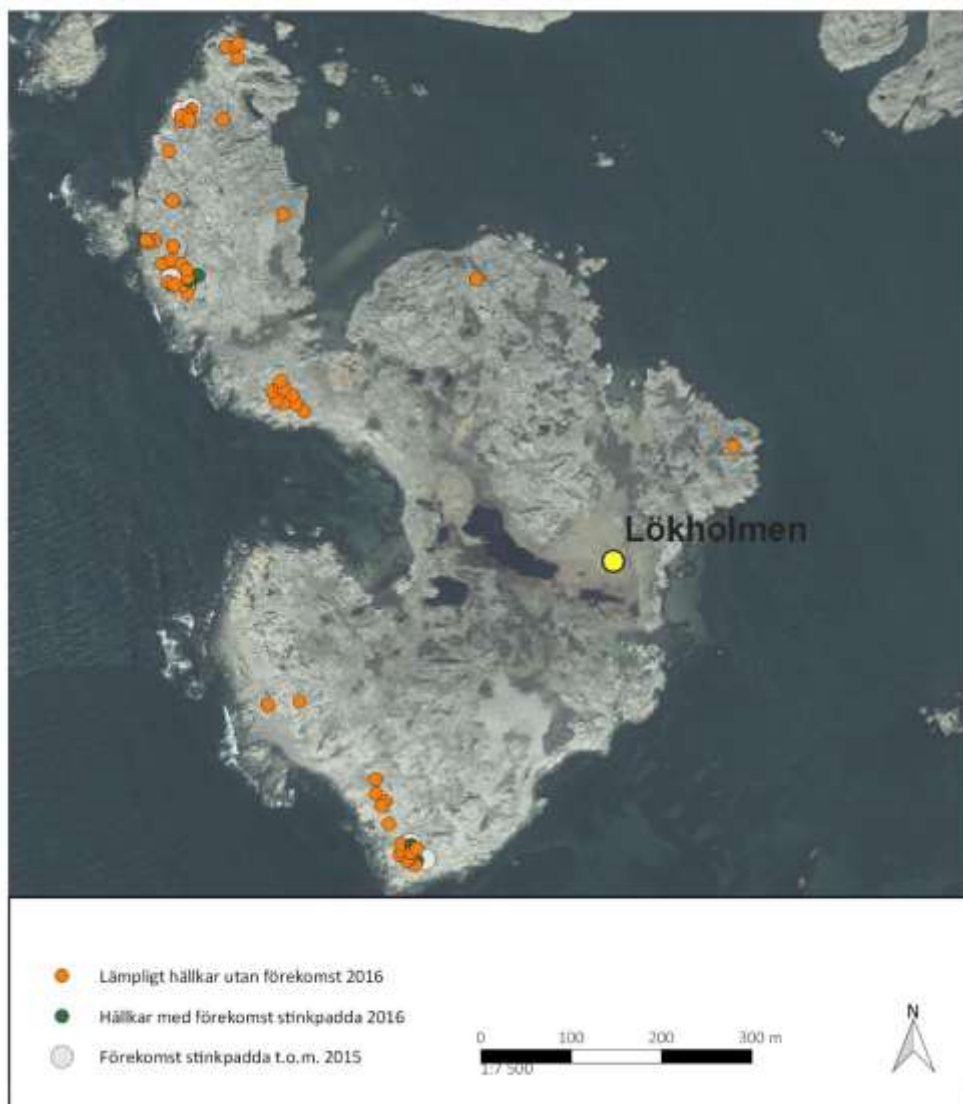 Lökholmen
Lämpligt hällkar utan förekomst 2016
Hällkar med förekomst stinkpadda 2016
Förekomst stinkpadda t.o.m. 2015
0 100 200 300 m
1:7 500
N